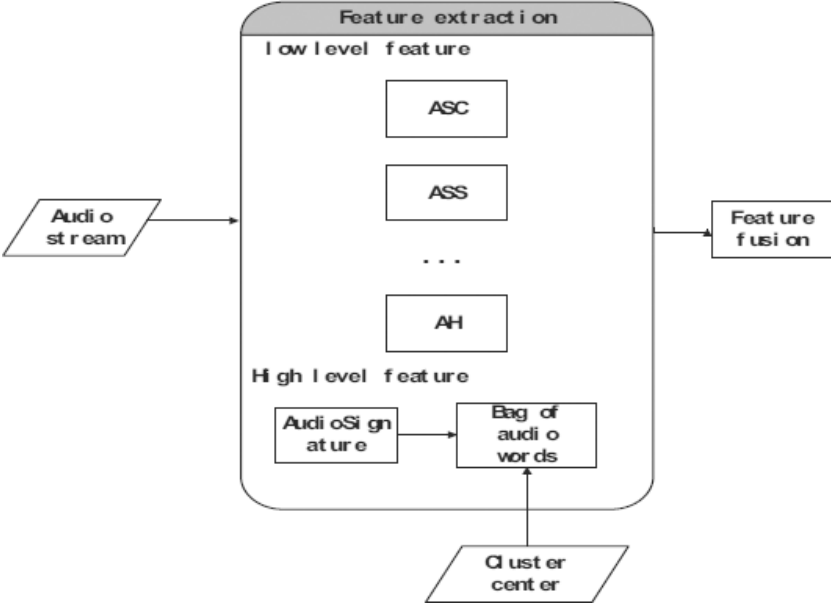 Feature extraction
low level feature
ASC
ASS
Audio
stream
Feature
fusion
...
AH
High level feature
AudioSign
ature
Bag of
audio
words
Cluster
center